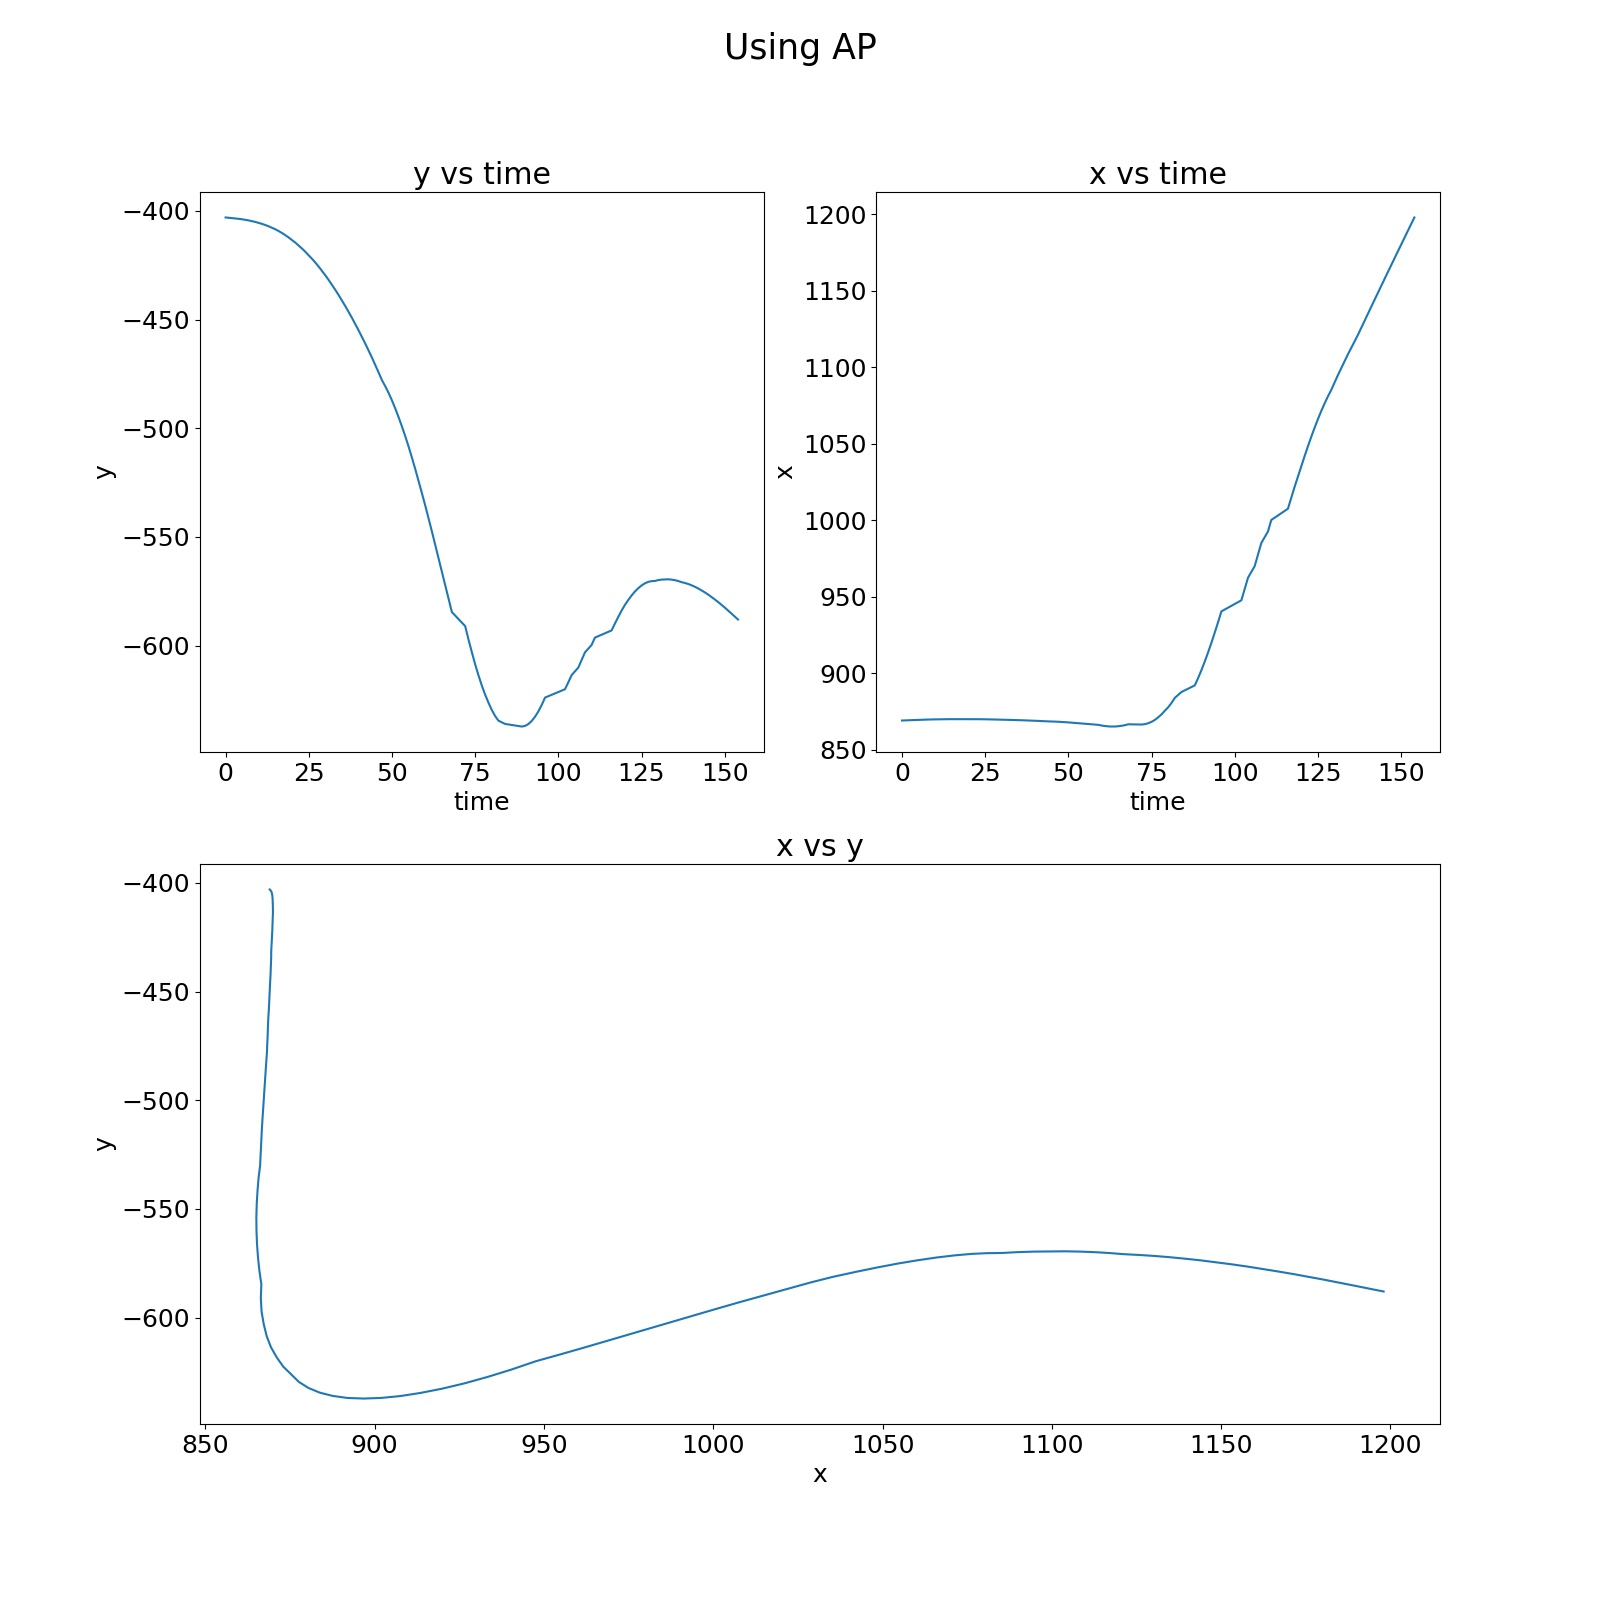 Using AP
y vs time
x vs time
−400
−450
−500
−550
−600
y
0 25 50 75 100 125 150
time
1200
1150
1100
1050
1000
950
900
850
x
0 25 50 75 100 125 150
time
x vs y
−400
−450
−500
−550
−600
y
850 900 950 1000 1050 1100 1150 1200
x